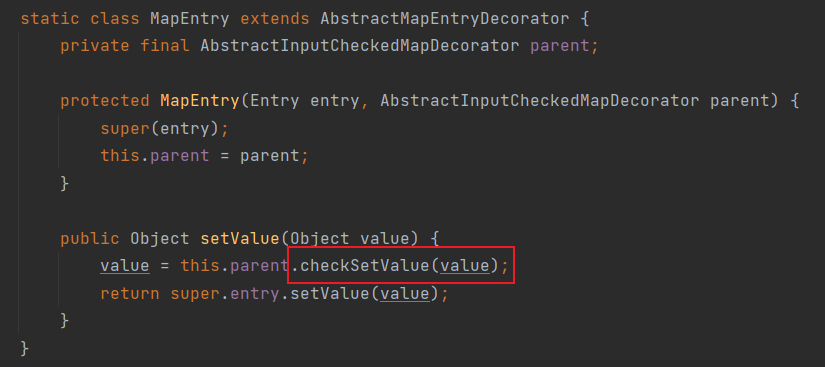 static class MapEntry extends AbstractMapEntryDecorator {
    private final AbstractInputCheckedMapDecorator parent;
    protected MapEntry(Entry entry, AbstractInputCheckedMapDecorator parent) {
        super(entry);
        this.parent = parent;
    }
    public Object setValue(Object value) {
        value = this.parent.checkSetValue(value);
        return super.entry.setValue(value);
    }
}